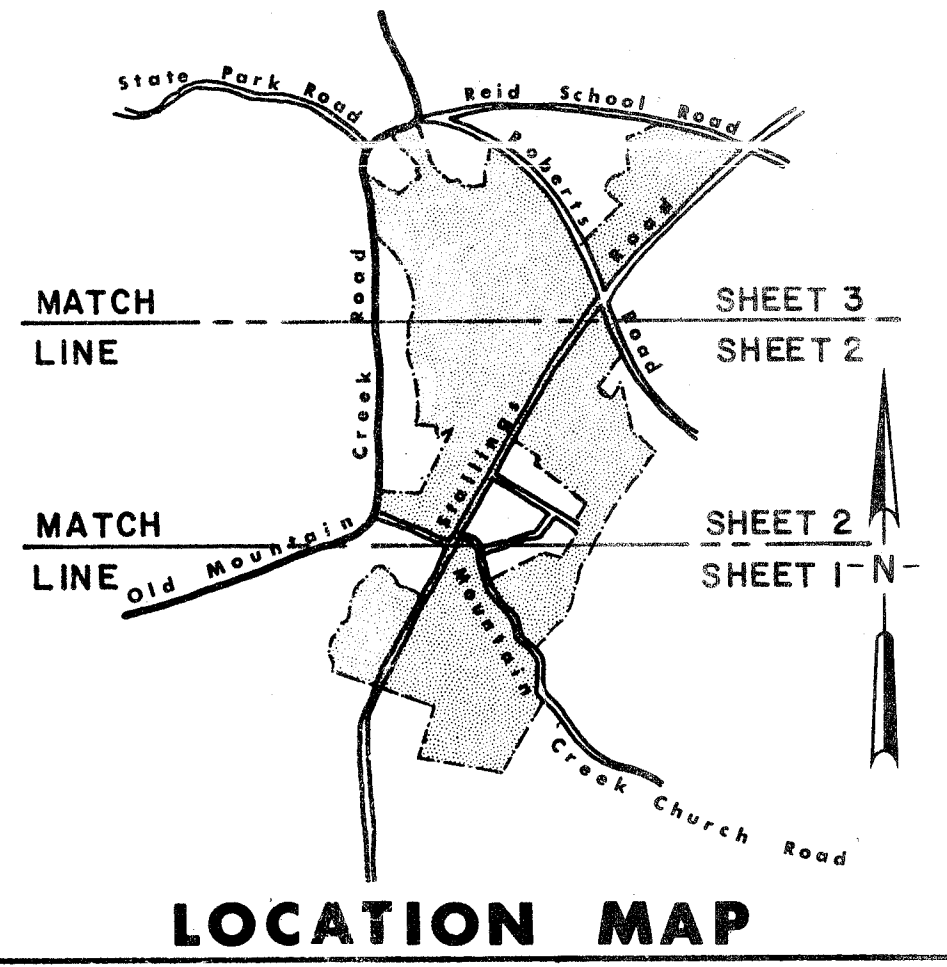 State Park Road
Reid School Road
Roberts Road
Stallings Road
MATCH
LINE
SHEET 3
SHEET 2
Old Mountain Creek Road
MATCH
LINE
SHEET 2
SHEET 1
N
Mountain Creek Church Road
LOCATION MAP